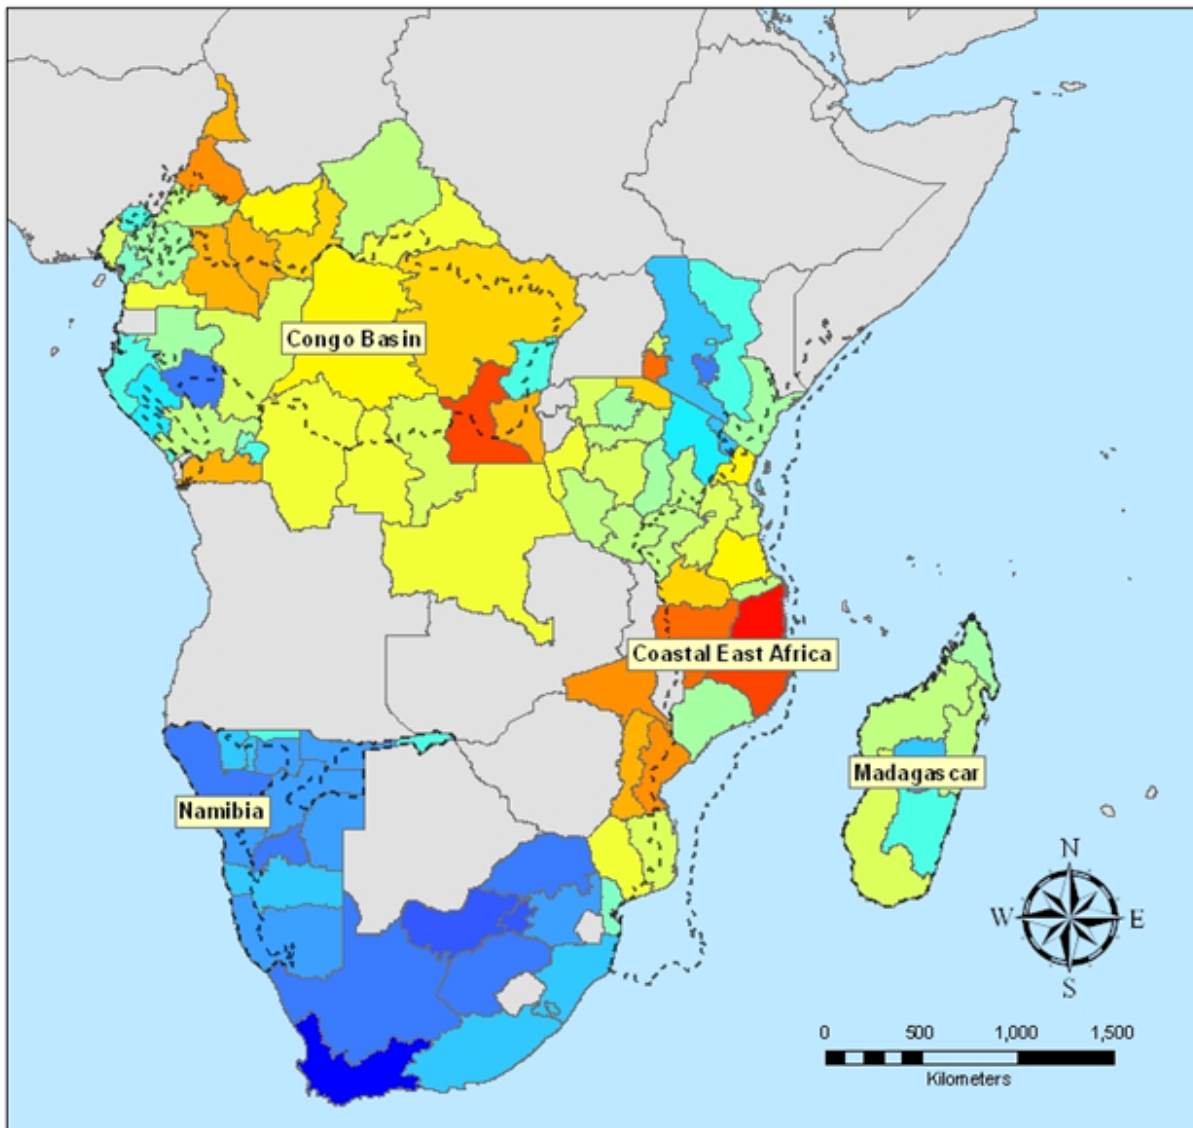 Congo Basin
Coastal East Africa
Madagascar
Namibia
N
W E
S
0 500 1,000 1,500
Kilometers